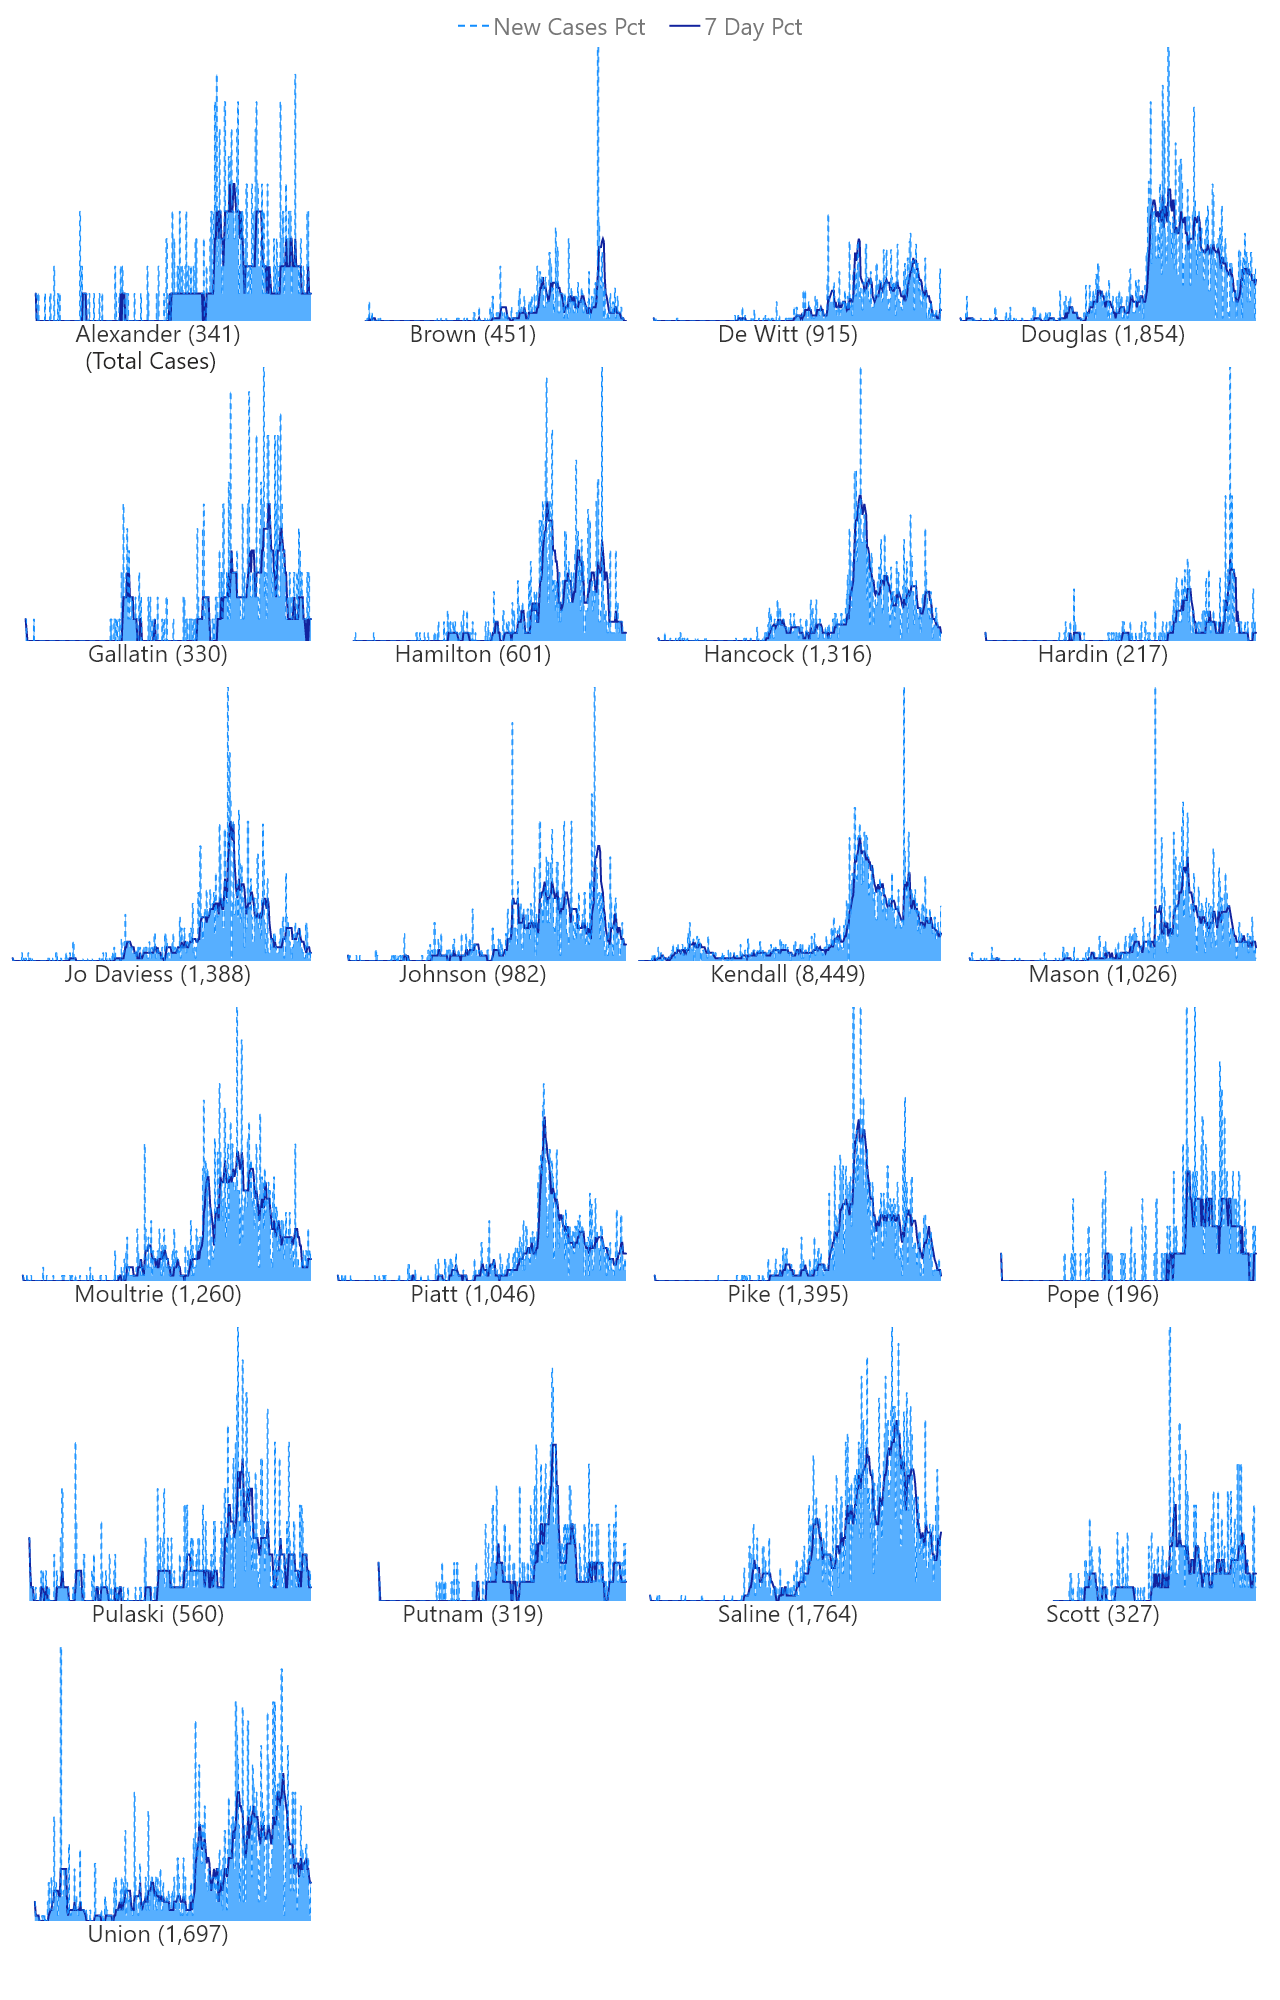 New Cases Pct 7 Day Pct
Alexander (341) Brown (451) De Witt (915) Douglas (1,854)
(Total Cases)
Gallatin (330) Hamilton (601) Hancock (1,316) Hardin (217)
Jo Daviess (1,388) Johnson (982) Kendall (8,449) Mason (1,026)
Moultrie (1,260) Piatt (1,046) Pike (1,395) Pope (196)
Pulaski (560) Putnam (319) Saline (1,764) Scott (327)
Union (1,697)